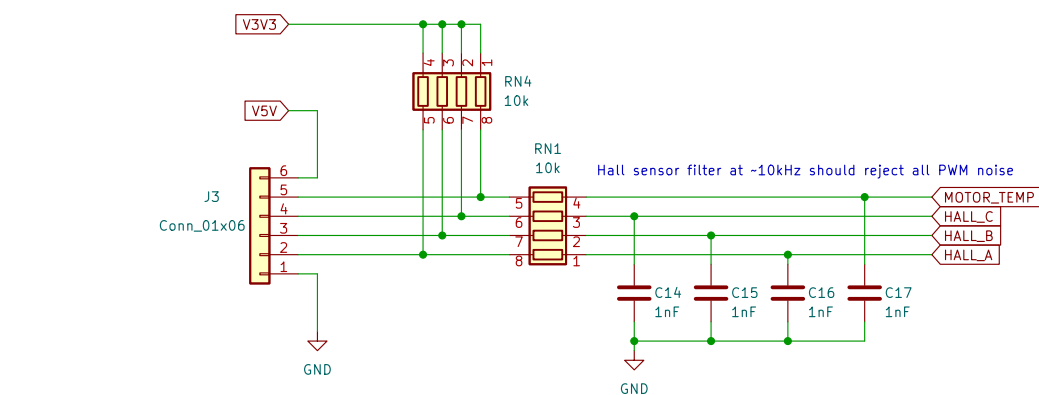 V3V3
4 3 2 1
RN4
10k
V5V
5 6 7 8
RN1
10k
Hall sensor filter at ~10kHz should reject all PWM noise
J3
Conn_01x06
6
5
4
3
2
1
5 4
6 3
7 2
8 1
MOTOR_TEMP
HALL_C
HALL_B
HALL_A
C14
1nF
C15
1nF
C16
1nF
C17
1nF
GND
GND